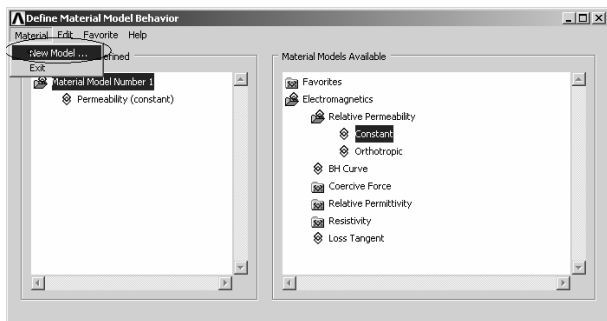 Define Material Model Behavior
Material Edit Favorite Help
New Model ...
Exit
efined
Material Models Available
Material Model Number 1
Permeability (constant)
Favorites
Electromagnetics
Relative Permeability
Constant
Orthotropic
BH Curve
Coercive Force
Relative Permittivity
Resistivity
Loss Tangent